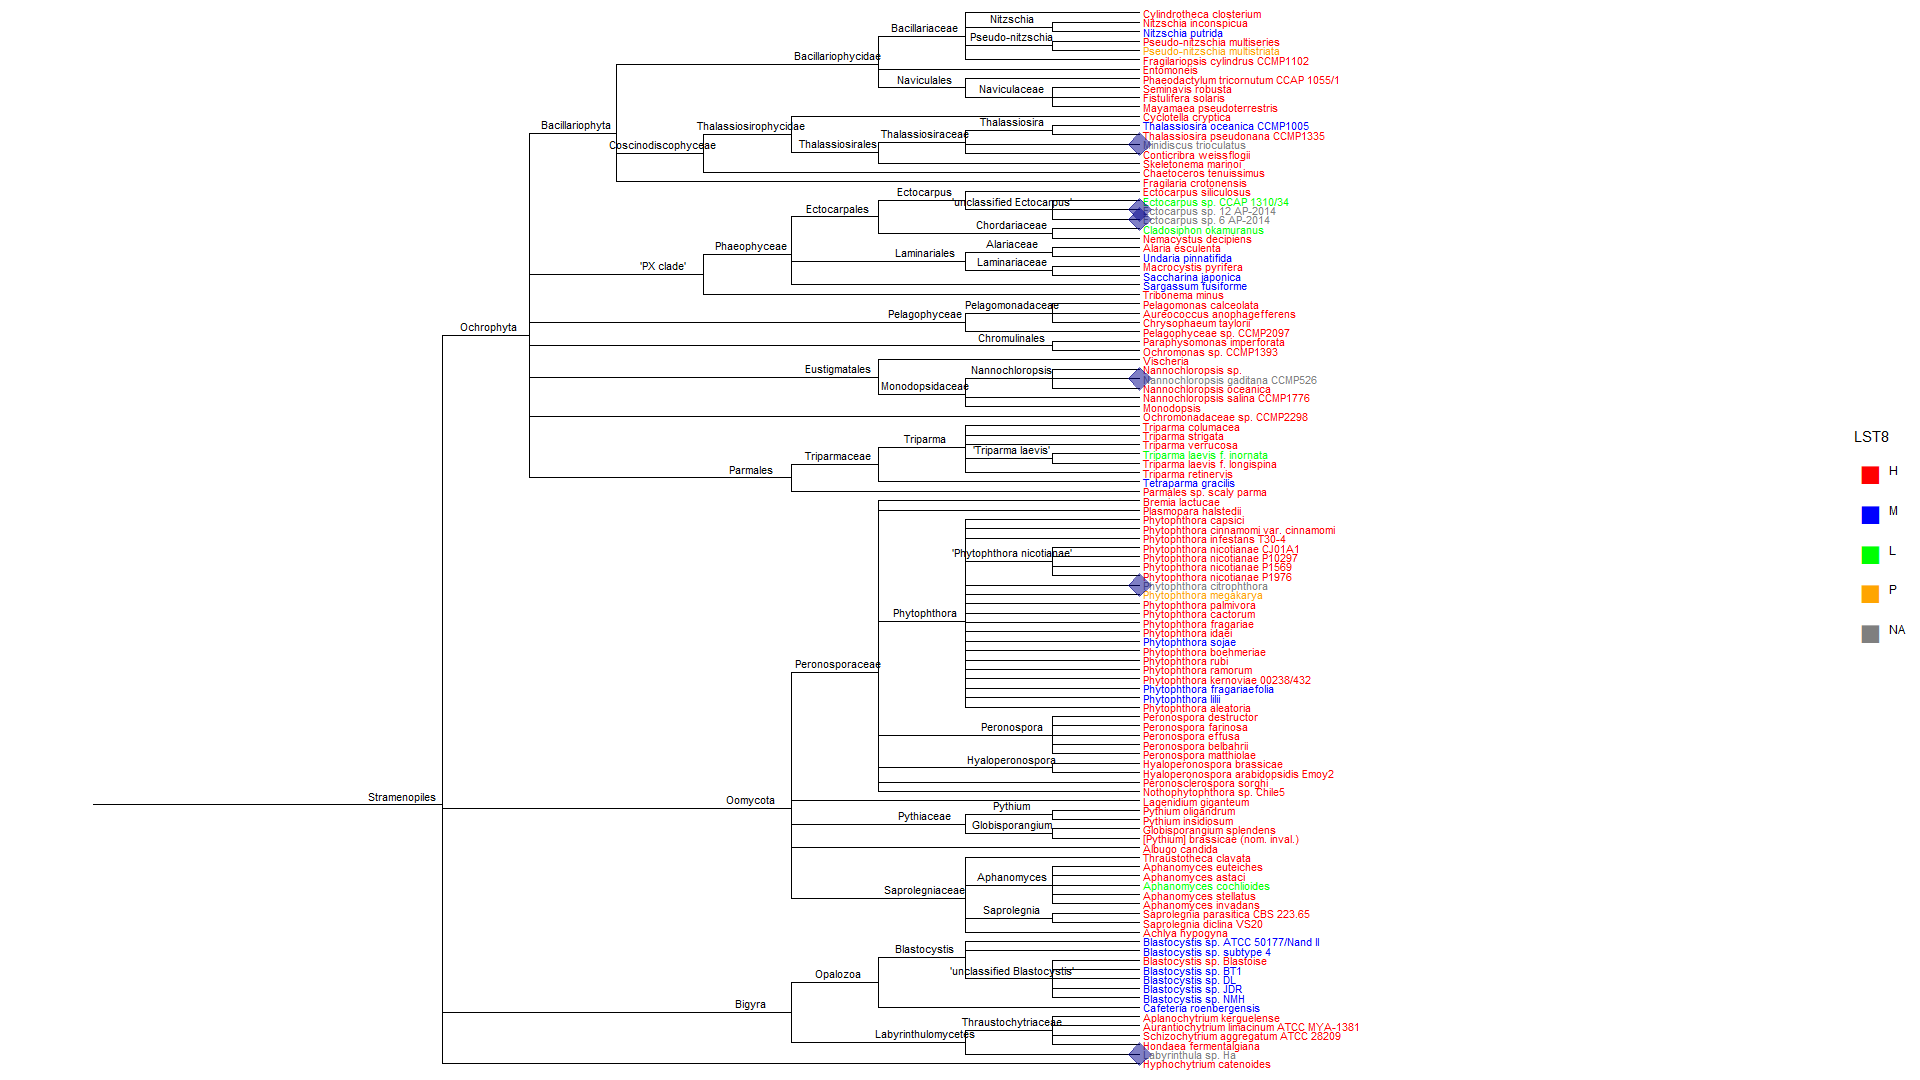 Cylindrotheca closterium
Nitzschia
Nitzschia inconspicua
Bacillariaceae
Nitzschia putrida
Pseudo-nitzschia
Pseudo-nitzschia multiseries
Pseudo-nitzschia multistriata
Bacillariophycidae
Fragilariopsis cylindrus CCMP1102
Entomoneis
Naviculales
Phaeodactylum tricornutum CCAP 1055/1
Naviculaceae
Seminavis robusta
Fistulifera solaris
Mayamaea pseudoterrestris
Cyclotella cryptica
Bacillariophyta
Thalassiosirophycidae
Thalassiosira
Thalassiosira oceanica CCMP1005
Thalassiosiraceae
Thalassiosira pseudonana CCMP1335
Coscinodiscophyceae
Thalassiosirales
Minidiscus trioculatus
Conticribra weissflogii
Skeletonema marinoi
Chaetoceros tenuissimus
Fragilaria crotonensis
Ectocarpus
Ectocarpus siliculosus
'unclassified Ectocarpus'
Ectocarpus sp. CCAP 1310/34
Ectocarpales
Ectocarpus sp. 12 AP-2014
Ectocarpus sp. 6 AP-2014
Chordariaceae
Cladosiphon okamuranus
Nemacystus decipiens
Phaeophyceae
Alariaceae
Alaria esculenta
Laminariales
Undaria pinnatifida
'PX clade'
Laminariaceae
Macrocystis pyrifera
Saccharina japonica
Sargassum fusiforme
Tribonema minus
Pelagomonadaceae
Pelagomonas calceolata
Pelagophyceae
Aureococcus anophagefferens
Chrysophaeum taylorii
Ochrophyta
Pelagophyceae sp. CCMP2097
Chromulinales
Paraphysomonas imperforata
Ochromonas sp. CCMP1393
Vischeria
Eustigmatales
Nannochloropsis
Nannochloropsis sp.
Monodopsidaceae
Nannochloropsis gaditana CCMP526
Nannochloropsis oceanica
Nannochloropsis salina CCMP1776
Monodopsis
Ochromonadaceae sp. CCMP2298
Triparma columacea
Triparma
Triparma strigata
Triparma verrucosa
Triparmaceae
'Triparma laevis'
Triparma laevis f. inornata
Triparma laevis f. longispina
Parmales
Triparma retinervis
Tetraparma gracilis
Parmales sp. scaly parma
Bremia lactucae
Plasmopara halstedii
Phytophthora capsici
Phytophthora cinnamomi var. cinnamomi
Phytophthora infestans T30-4
'Phytophthora nicotianae'
Phytophthora nicotianae CJ01A1
Phytophthora nicotianae P10297
Phytophthora nicotianae P1569
Phytophthora nicotianae P1976
Phytophthora citrophthora
Phytophthora megakarya
Phytophthora palmivora
Phytophthora
Phytophthora cactorum
Phytophthora fragariae
Phytophthora idaei
Phytophthora sojae
Phytophthora boehmeriae
Peronosporaceae
Phytophthora rubi
Phytophthora ramorum
Phytophthora kernoviae 00238/432
Phytophthora fragariaefolia
Phytophthora lilii
Phytophthora aleatoria
Peronospora destructor
Peronospora
Peronospora farinosa
Peronospora effusa
Peronospora belbahrii
Peronospora matthiolae
Hyaloperonospora
Hyaloperonospora brassicae
Hyaloperonospora arabidopsidis Emoy2
Peronosclerospora sorghi
Nothophytophthora sp. Chile5
Stramenopiles
Oomycota
Lagenidium giganteum
Pythium
Pythium oligandrum
Pythiaceae
Pythium insidiosum
Globisporangium
Globisporangium splendens
[Pythium] brassicae (nom. inval.)
Albugo candida
Thraustotheca clavata
Aphanomyces euteiches
Aphanomyces
Aphanomyces astaci
Saprolegniaceae
Aphanomyces cochlioides
Aphanomyces stellatus
Aphanomyces invadans
Saprolegnia
Saprolegnia parasitica CBS 223.65
Saprolegnia diclina VS20
Achlya hypogyna
Blastocystis
Blastocystis sp. ATCC 50177/Nand II
Blastocystis sp. subtype 4
Blastocystis sp. Blastoise
Opalozoa
'unclassified Blastocystis'
Blastocystis sp. BT1
Blastocystis sp. DL
Blastocystis sp. JDR
Blastocystis sp. NMH
Bigyra
Cafeteria roenbergensis
Thraustochytriaceae
Aplanochytrium kerguelense
Labyrinthulomycetes
Aurantiochytrium limacinum ATCC MYA-1381
Schizochytrium aggregatum ATCC 28209
Hondaea fermentalgiana
Labyrinthula sp. Ha
Hyphochytrium catenoides
LST8
H
M
L
P
NA